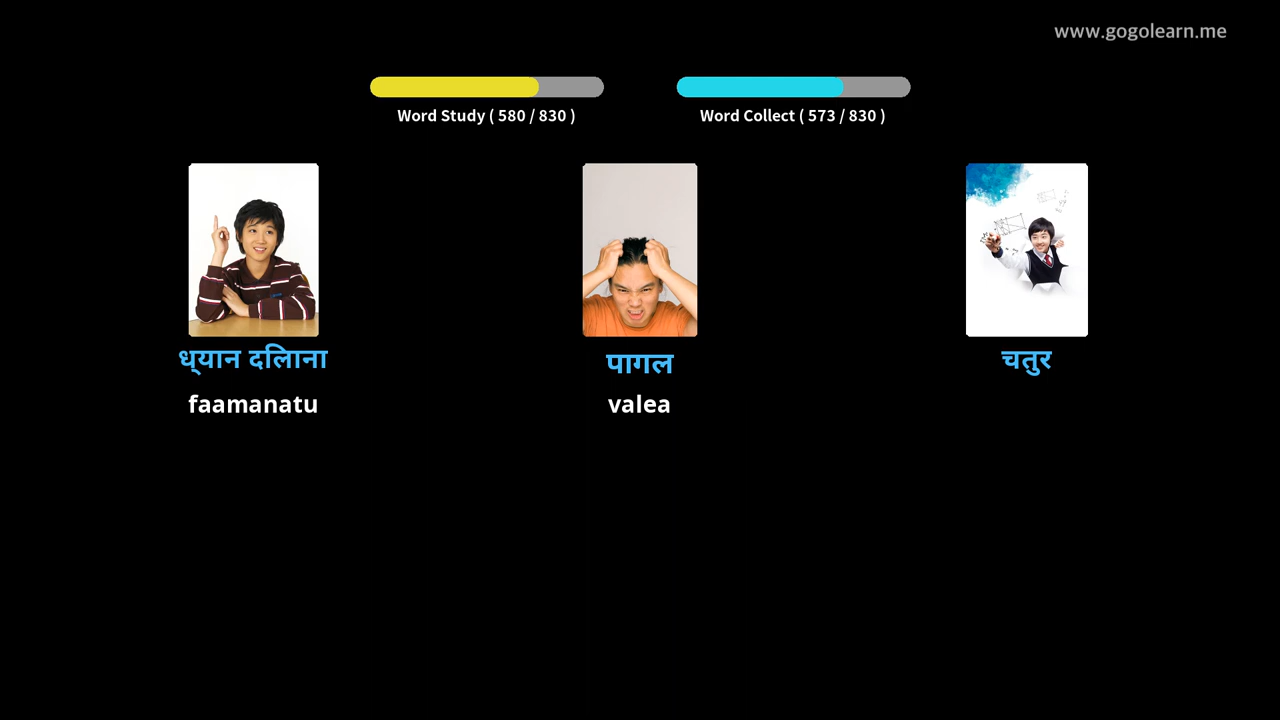 www.gogolearn.me
Word Study ( 580 / 830 )
Word Collect ( 573 / 830 )
ध्यान दलिाना
पागल
चतुर
faamanatu
valea